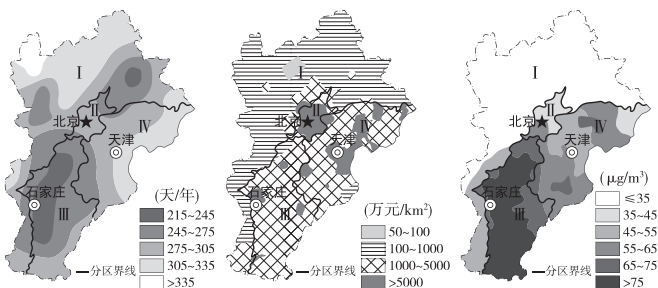 I
II
北京
IV
天津
石家庄
III
(天/年)
215~245
245~275
275~305
305~335
>335
分区界线
I
II
北京
IV
天津
石家庄
III
(万元/km²)
50~100
100~1000
1000~5000
>5000
分区界线
I
II
北京
IV
天津
石家庄
III
(μg/m³)
≤35
35~45
45~55
55~65
65~75
>75
分区界线